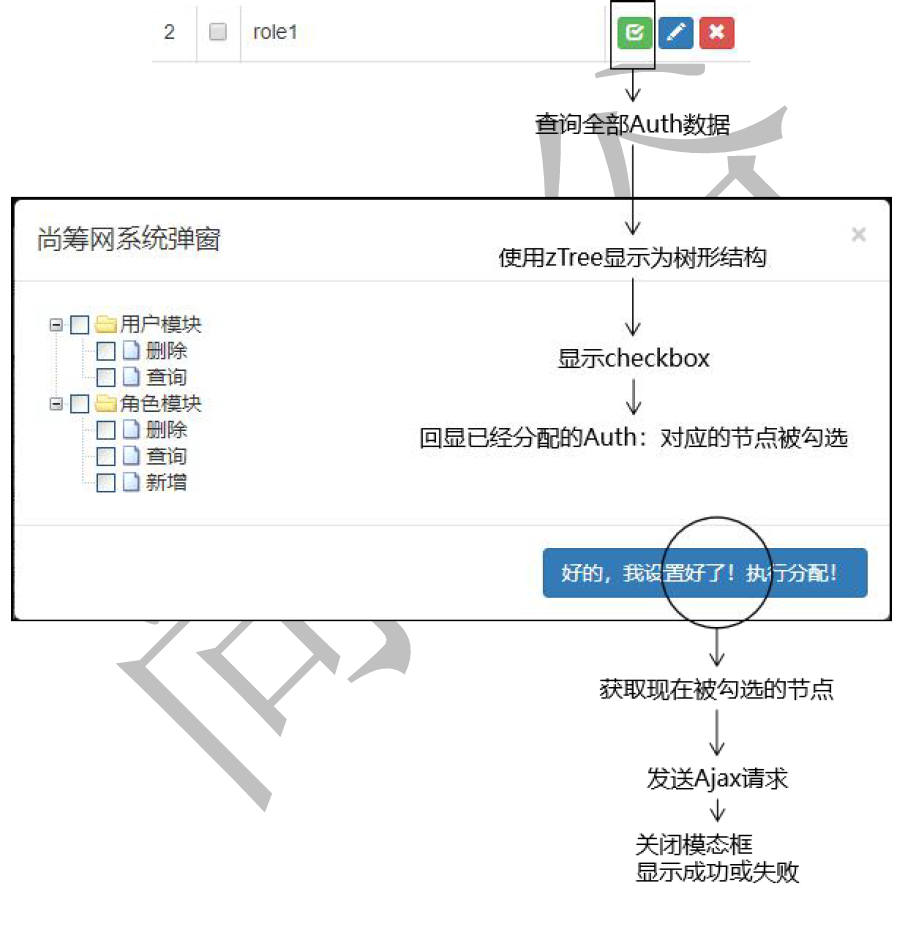 2 role1
查询全部Auth数据
尚筹网系统弹窗 ×
使用zTree显示为树形结构
用户模块
删除
查询
角色模块
删除
查询
新增
显示checkbox
回显已经分配的Auth：对应的节点被勾选
好的，我设置好了！执行分配！
获取现在被勾选的节点
发送Ajax请求
关闭模态框
显示成功或失败